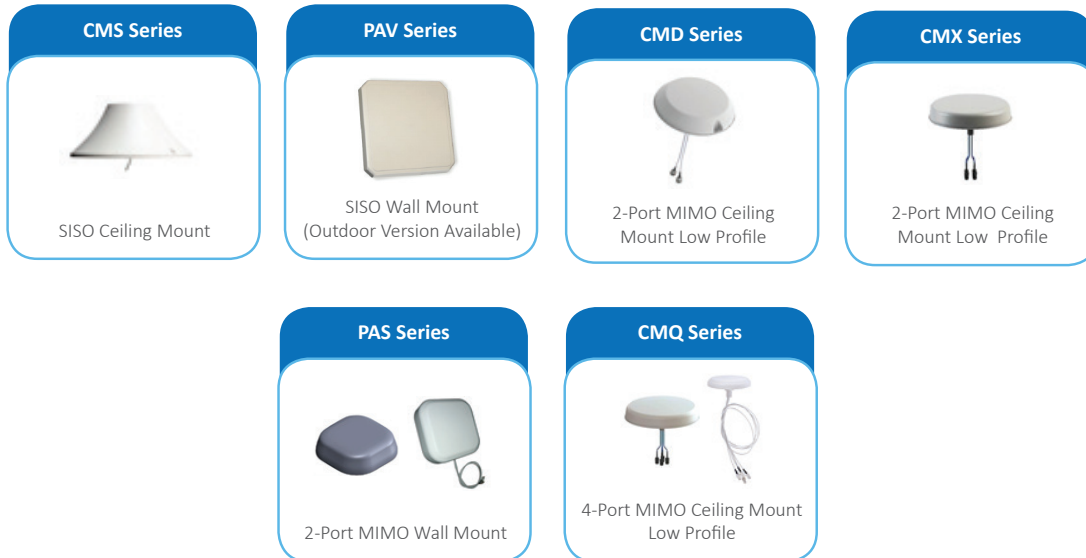 CMS Series
SISO Ceiling Mount
PAV Series
SISO Wall Mount
(Outdoor Version Available)
CMD Series
2-Port MIMO Ceiling
Mount Low Profile
CMX Series
2-Port MIMO Ceiling
Mount Low Profile
PAS Series
2-Port MIMO Wall Mount
CMQ Series
4-Port MIMO Ceiling Mount
Low Profile